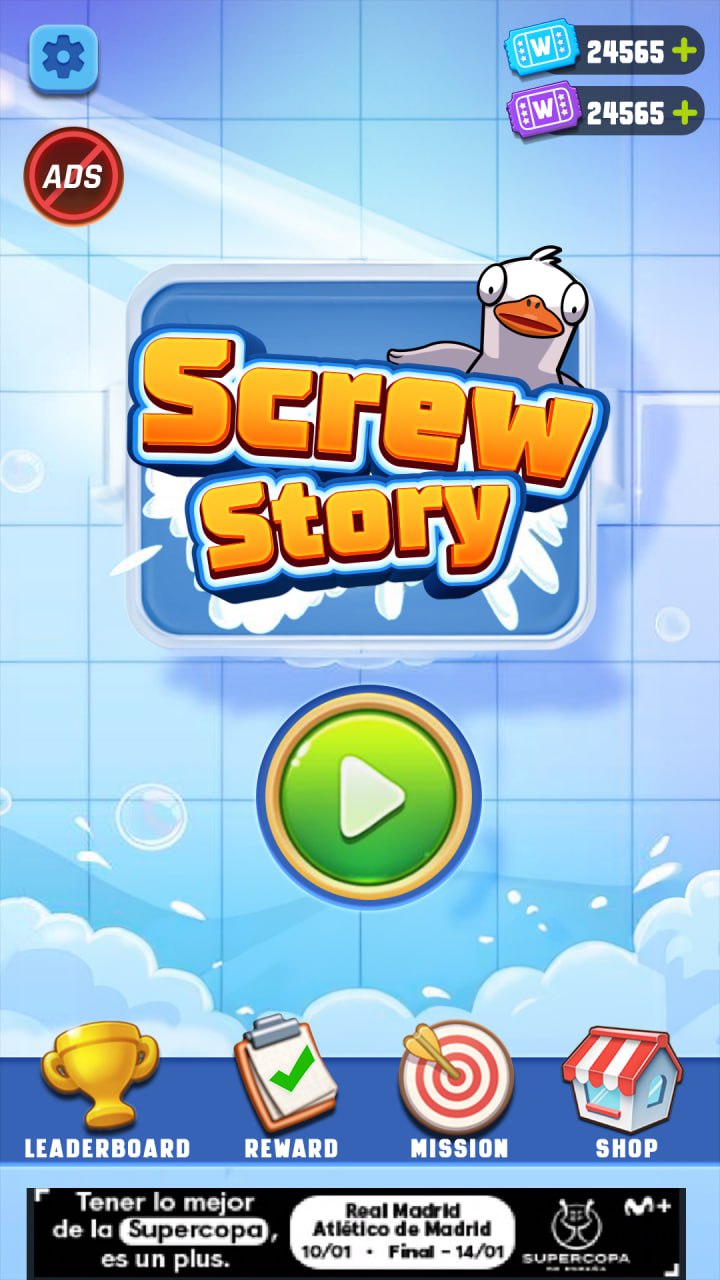 W 24565 +
W 24565 +
ADS
Screw
Story
LEADERBOARD
REWARD
MISSION
SHOP
Tener lo mejor
de la Supercopa,
es un plus.
Real Madrid
Atlético de Madrid
10/01 · Final - 14/01
SUPERCOPA
M+